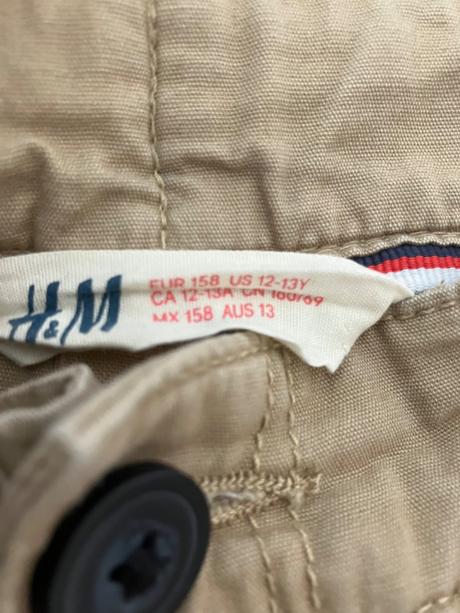 H&M
EUR 158 US 12-13Y
CA 12-13A CN 160/69
MX 158 AUS 13